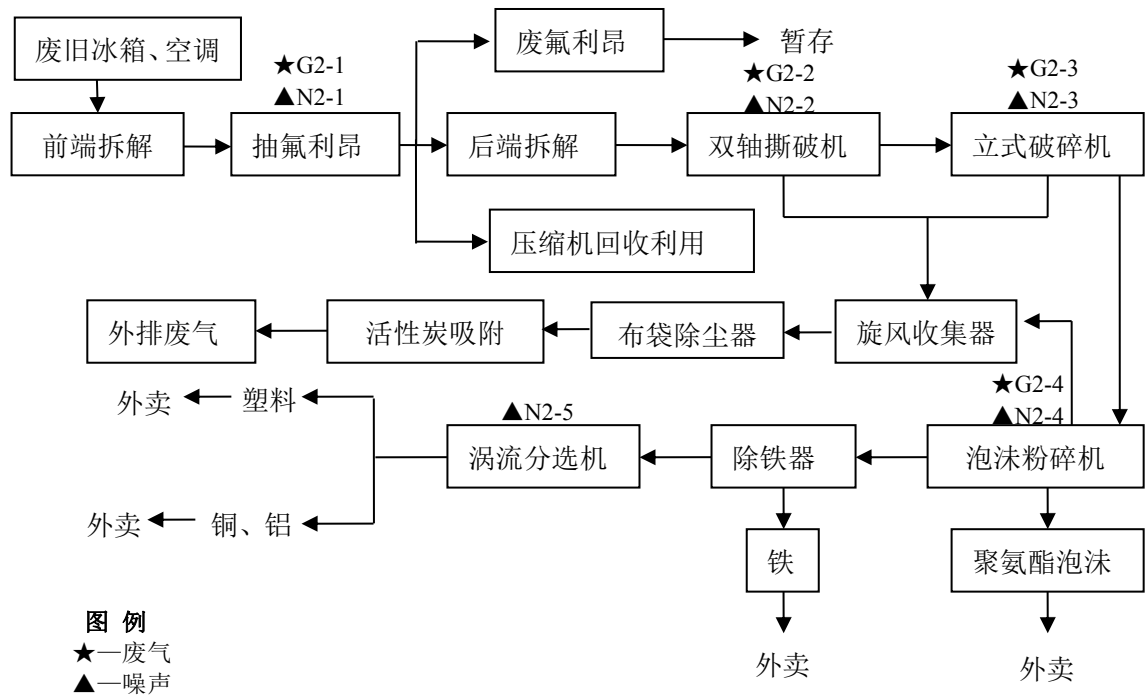 废旧冰箱、空调
废氟利昂
暂存
★G2-1
▲N2-1
★G2-2
▲N2-2
★G2-3
▲N2-3
前端拆解
抽氟利昂
后端拆解
双轴撕破机
立式破碎机
压缩机回收利用
外排废气
活性炭吸附
布袋除尘器
旋风收集器
外卖
塑料
▲N2-5
★G2-4
▲N2-4
涡流分选机
除铁器
泡沫粉碎机
外卖
铜、铝
铁
聚氨酯泡沫
图 例
★—废气
▲—噪声
外卖
外卖